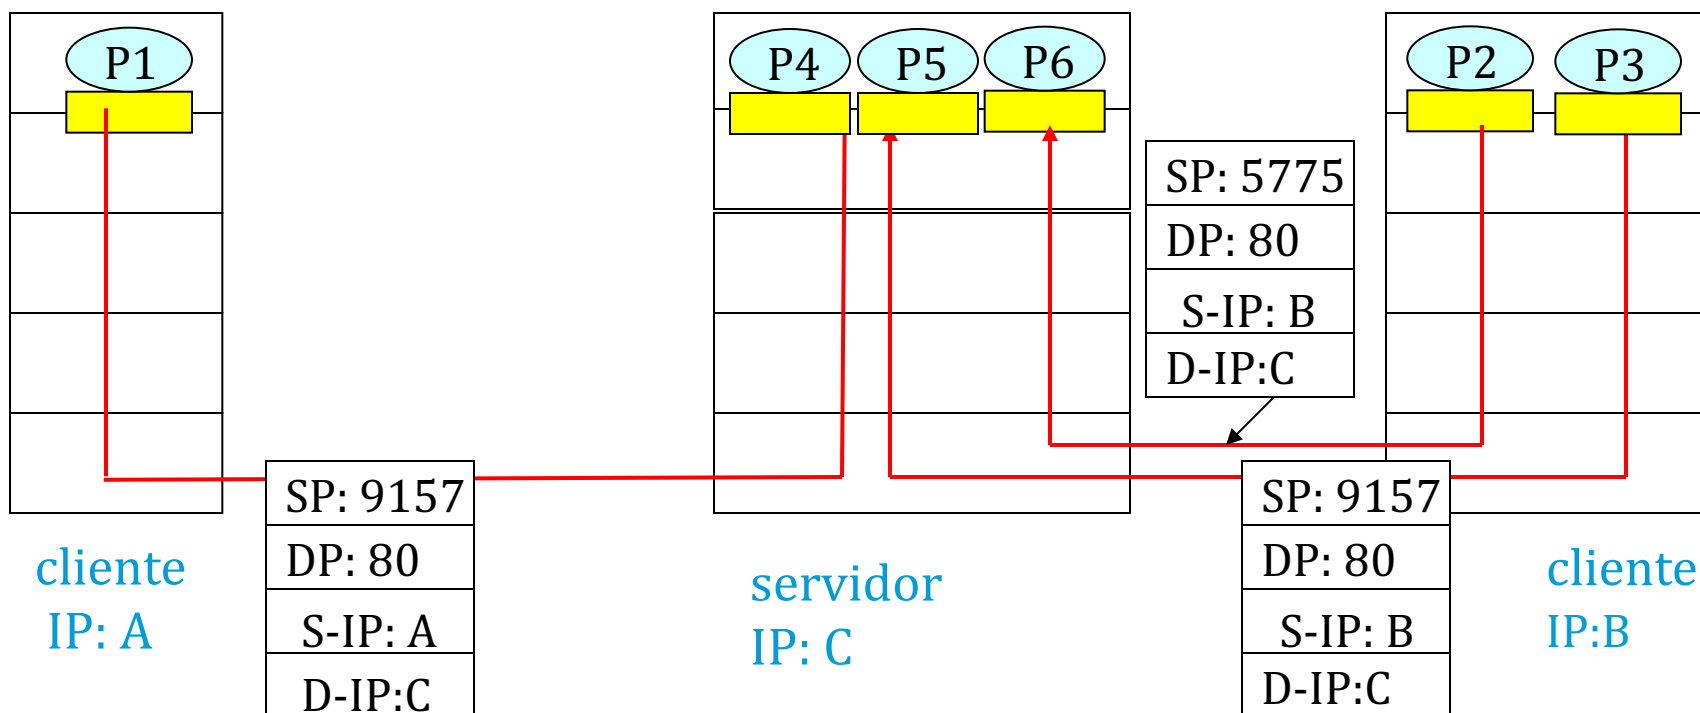 P1
P4
P5
P6
P2
P3
SP: 5775
DP: 80
S-IP: B
D-IP:C
SP: 9157
DP: 80
S-IP: A
D-IP:C
SP: 9157
DP: 80
S-IP: B
D-IP:C
cliente
IP: A
servidor
IP: C
cliente
IP:B